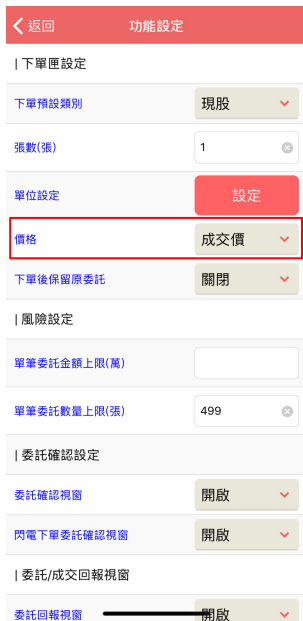 返回 功能設定
|下單匣設定
下單預設類別 現股
張數(張) 1
單位設定 設定
價格 成交價
下單後保留原委託 關閉
|風險設定
單筆委託金額上限(萬)
單筆委託數量上限(張) 499
|委託確認設定
委託確認視窗 開啟
閃電下單委託確認視窗 開啟
|委託/成交回報視窗
委託回報視窗 開啟